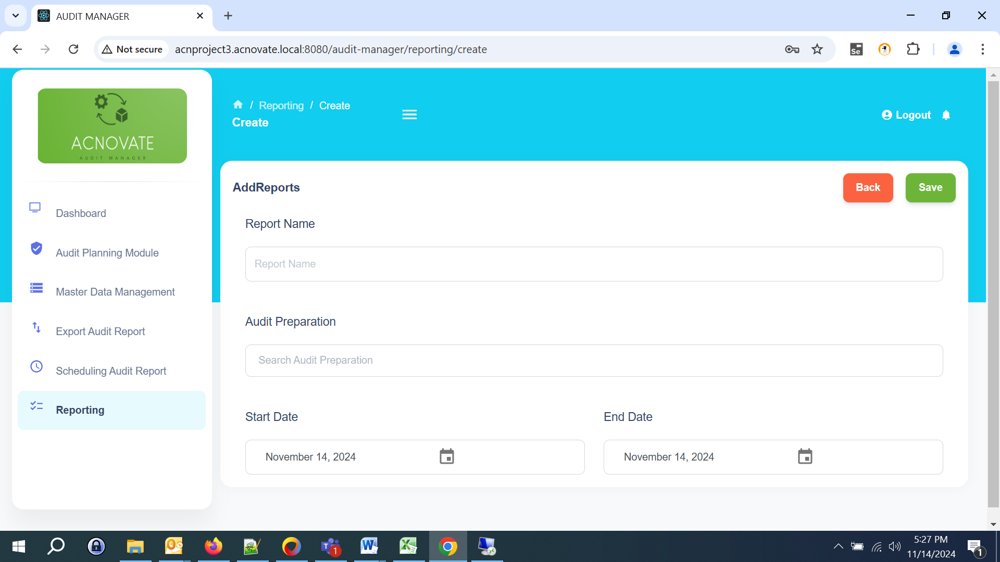 AUDIT MANAGER
Not secure
acnproject3.acnovate.local:8080/audit-manager/reporting/create
Se
ACNOVATE
AUDIT MANAGER
/ Reporting / Create
Create
Logout
Dashboard
Audit Planning Module
Master Data Management
Export Audit Report
Scheduling Audit Report
Reporting
AddReports
Back
Save
Report Name
Report Name
Audit Preparation
Search Audit Preparation
Start Date
End Date
November 14, 2024
November 14, 2024
1
5:27 PM
11/14/2024
1